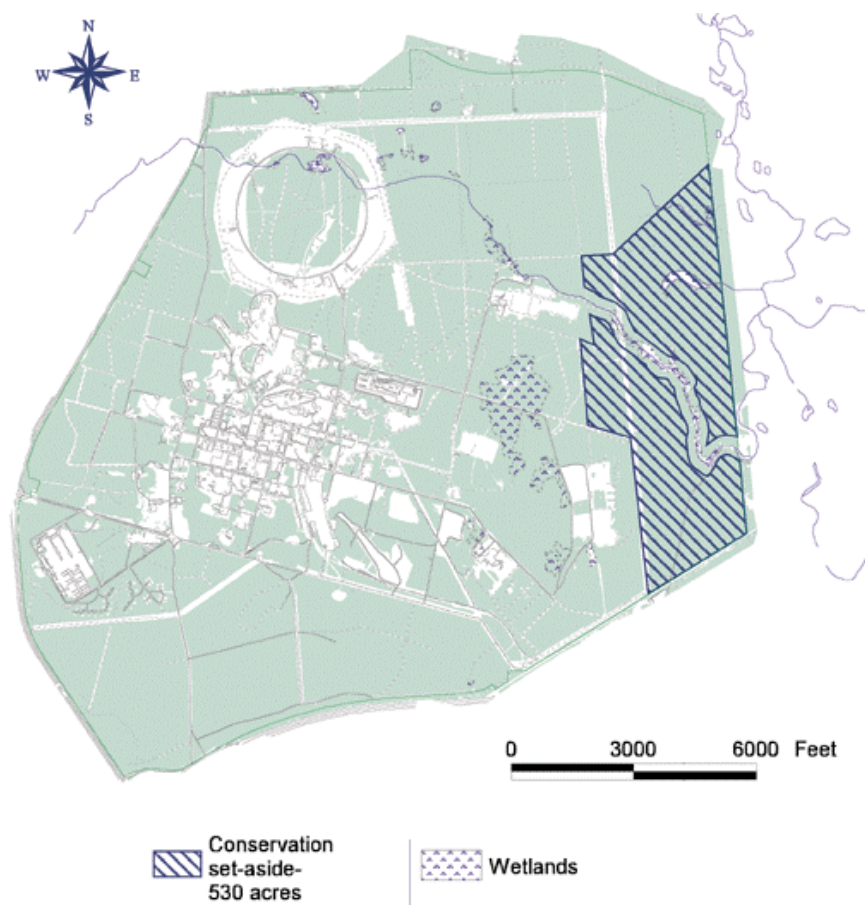 N
W E
S
0 3000 6000 Feet
Conservation
set-aside-
530 acres
Wetlands